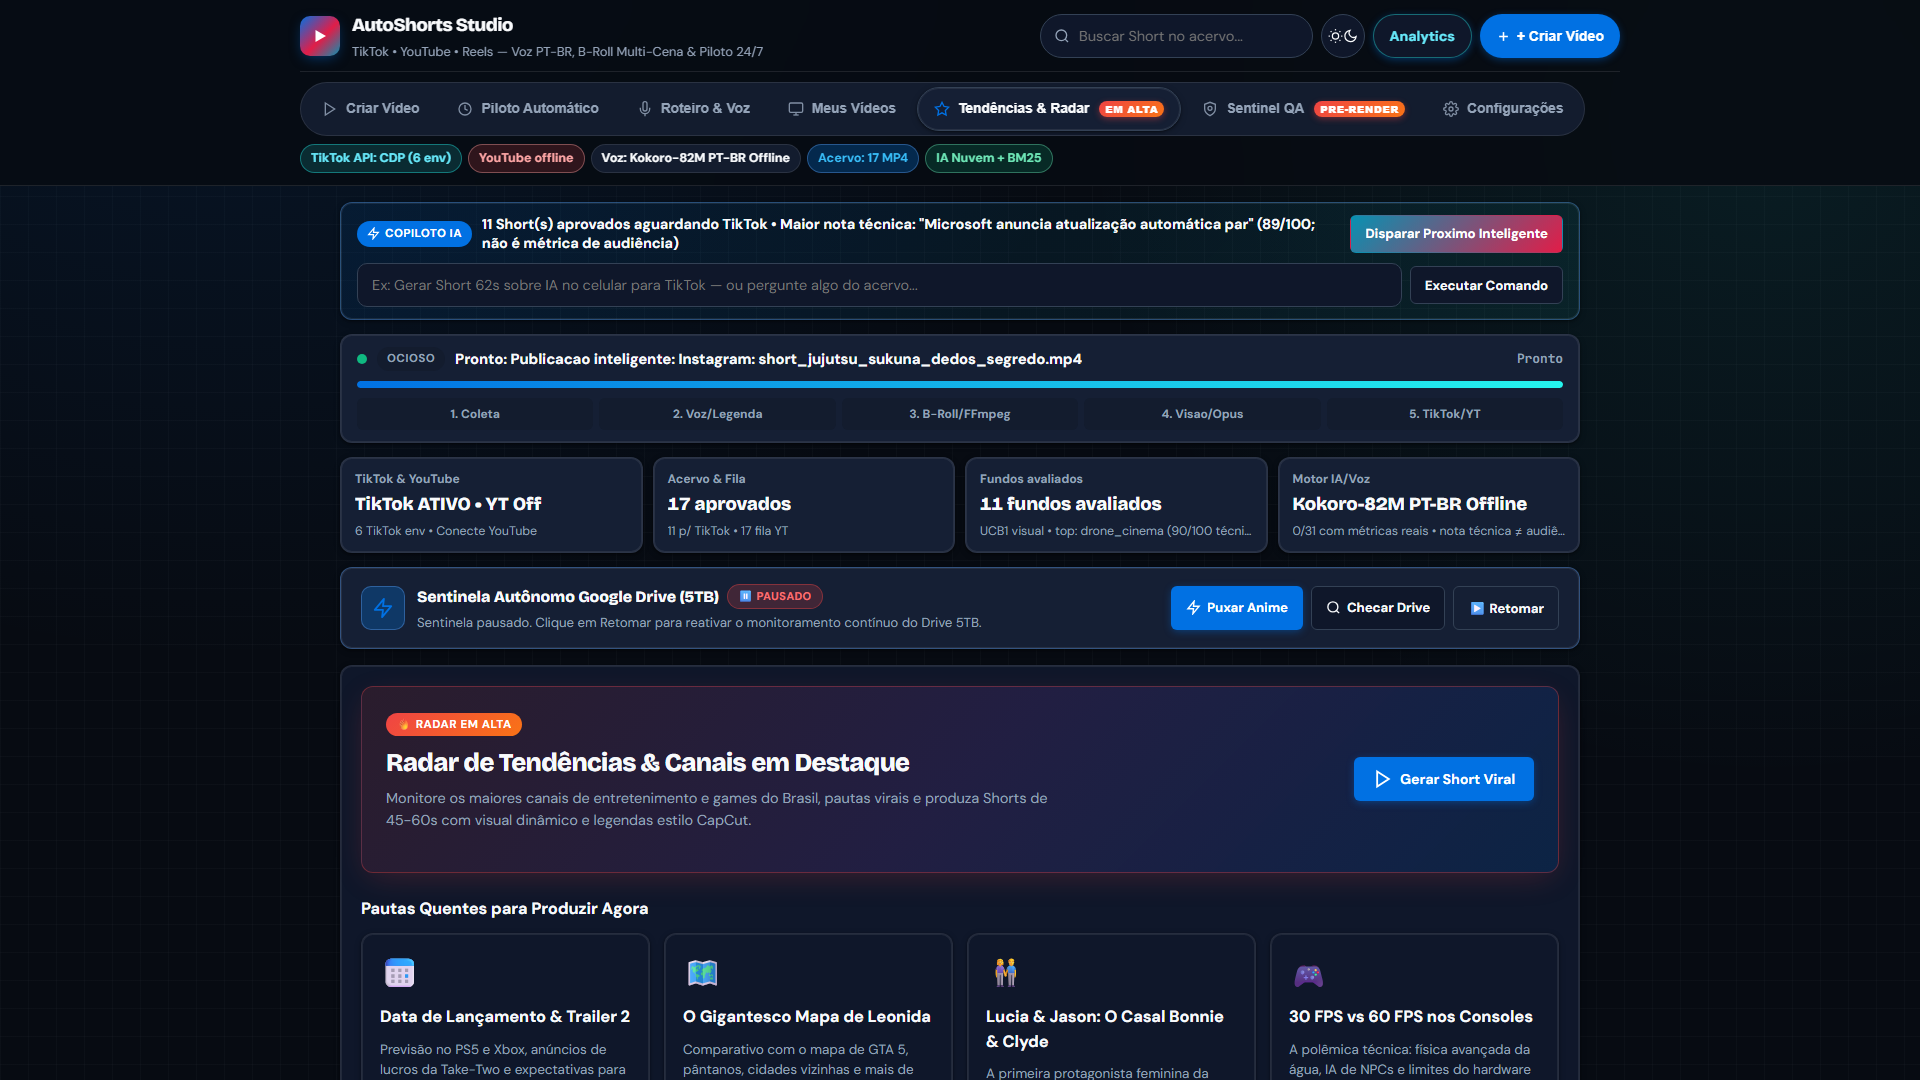 AutoShorts Studio
TikTok • YouTube • Reels — Voz PT-BR, B-Roll Multi-Cena & Piloto 24/7
Buscar Short no acervo...
Analytics
+ + Criar Vídeo
Criar Vídeo
Piloto Automático
Roteiro & Voz
Meus Vídeos
Tendências & Radar EM ALTA
Sentinel QA PRE-RENDER
Configurações
TikTok API: CDP (6 env)
YouTube offline
Voz: Kokoro-82M PT-BR Offline
Acervo: 17 MP4
IA Nuvem + BM25
COPILOTO IA
11 Short(s) aprovados aguardando TikTok • Maior nota técnica: "Microsoft anuncia atualização automática par" (89/100;
não é métrica de audiência)
Disparar Proximo Inteligente
Ex: Gerar Short 62s sobre IA no celular para TikTok — ou pergunte algo do acervo...
Executar Comando
OCIOSO
Pronto: Publicacao inteligente: Instagram: short_jujutsu_sukuna_dedos_segredo.mp4
Pronto
1. Coleta
2. Voz/Legenda
3. B-Roll/FFmpeg
4. Visao/Opus
5. TikTok/YT
TikTok & YouTube
TikTok ATIVO • YT Off
6 TikTok env • Conecte YouTube
Acervo & Fila
17 aprovados
11 p/ TikTok • 17 fila YT
Fundos avaliados
11 fundos avaliados
UCB1 visual • top: drone_cinema (90/100 técni...
Motor IA/Voz
Kokoro-82M PT-BR Offline
0/31 com métricas reais • nota técnica ≠ audiê...
Sentinela Autônomo Google Drive (5TB)
PAUSADO
Sentinela pausado. Clique em Retomar para reativar o monitoramento contínuo do Drive 5TB.
Puxar Anime
Checar Drive
Retomar
RADAR EM ALTA
Radar de Tendências & Canais em Destaque
Monitore os maiores canais de entretenimento e games do Brasil, pautas virais e produza Shorts de
45-60s com visual dinâmico e legendas estilo CapCut.
Gerar Short Viral
Pautas Quentes para Produzir Agora
Data de Lançamento & Trailer 2
Previsão no PS5 e Xbox, anúncios de
lucros da Take-Two e expectativas para
O Gigantesco Mapa de Leonida
Comparativo com o mapa de GTA 5,
pântanos, cidades vizinhas e mais de
Lucia & Jason: O Casal Bonnie
& Clyde
A primeira protagonista feminina da
30 FPS vs 60 FPS nos Consoles
A polêmica técnica: física avançada da
água, IA de NPCs e limites do hardware